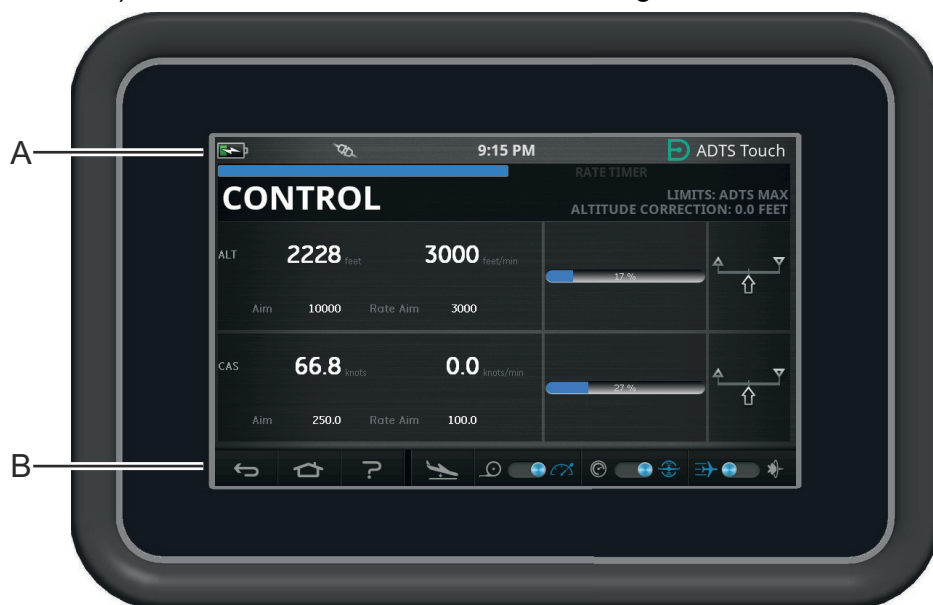 A
9:15 PM ADTS Touch
RATE TIMER
CONTROL
LIMITS: ADTS MAX
ALTITUDE CORRECTION: 0.0 FEET
ALT 2228 feet 3000 feet/min
17 %
Aim 10000 Rate Aim 3000
CAS 66.8 knots 0.0 knots/min
27 %
Aim 250.0 Rate Aim 100.0
B